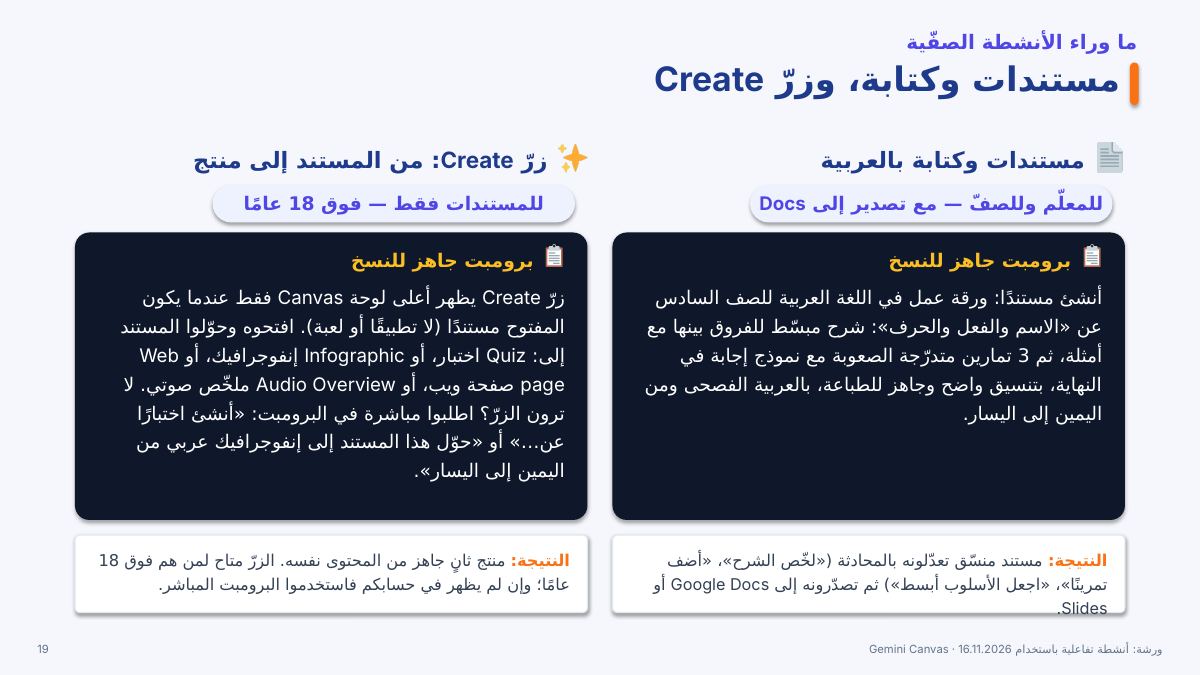 ما وراء الأنشطة الصفّية
مستندات وكتابة، وزرّ Create
مستندات وكتابة بالعربية
للمعلّم وللصفّ — مع تصدير إلى Docs
برومبت جاهز للنسخ
أنشئ مستندًا: ورقة عمل في اللغة العربية للصف السادس
عن «الاسم والفعل والحرف»: شرح مبسّط للفروق بينها مع
أمثلة، ثم 3 تمارين متدرّجة الصعوبة مع نموذج إجابة في
النهاية، بتنسيق واضح وجاهز للطباعة، بالعربية الفصحى ومن
اليمين إلى اليسار.
النتيجة: مستند منسّق تعدّلونه بالمحادثة («لخّص الشرح»، «أضف
تمرينًا»، «اجعل الأسلوب أبسط») ثم تصدّرونه إلى Google Docs أو
Slides.
زرّ Create: من المستند إلى منتج
للمستندات فقط — فوق 18 عامًا
برومبت جاهز للنسخ
زرّ Create يظهر أعلى لوحة Canvas فقط عندما يكون
المفتوح مستندًا (لا تطبيقًا أو لعبة). افتحوه وحوّلوا المستند
إلى: Quiz اختبار، أو Infographic إنفوجرافيك، أو Web
page صفحة ويب، أو Audio Overview ملخّص صوتي. لا
ترون الزرّ؟ اطلبوا مباشرة في البرومبت: «أنشئ اختبارًا
عن…» أو «حوّل هذا المستند إلى إنفوجرافيك عربي من
اليمين إلى اليسار».
النتيجة: منتج ثانٍ جاهز من المحتوى نفسه. الزرّ متاح لمن هم فوق 18
عامًا؛ وإن لم يظهر في حسابكم فاستخدموا البرومبت المباشر.
ورشة: أنشطة تفاعلية باستخدام Gemini Canvas · 16.11.2026
19